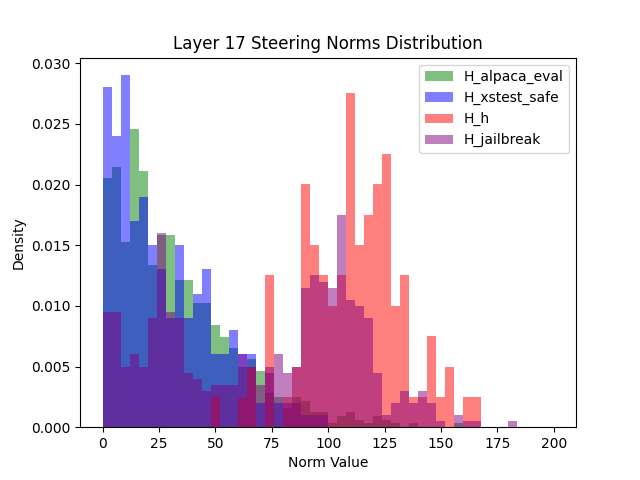 Layer 17 Steering Norms Distribution
H_alpaca_eval
H_xstest_safe
H_h
H_jailbreak
Density
0.030
0.025
0.020
0.015
0.010
0.005
0.000
0 25 50 75 100 125 150 175 200
Norm Value